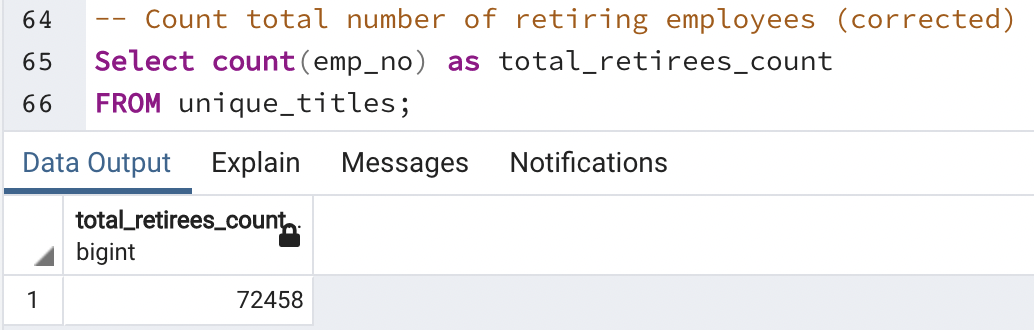 64 -- Count total number of retiring employees (corrected)
65 Select count(emp_no) as total_retirees_count
66 FROM unique_titles;
Data Output Explain Messages Notifications
total_retirees_count
bigint
1 72458